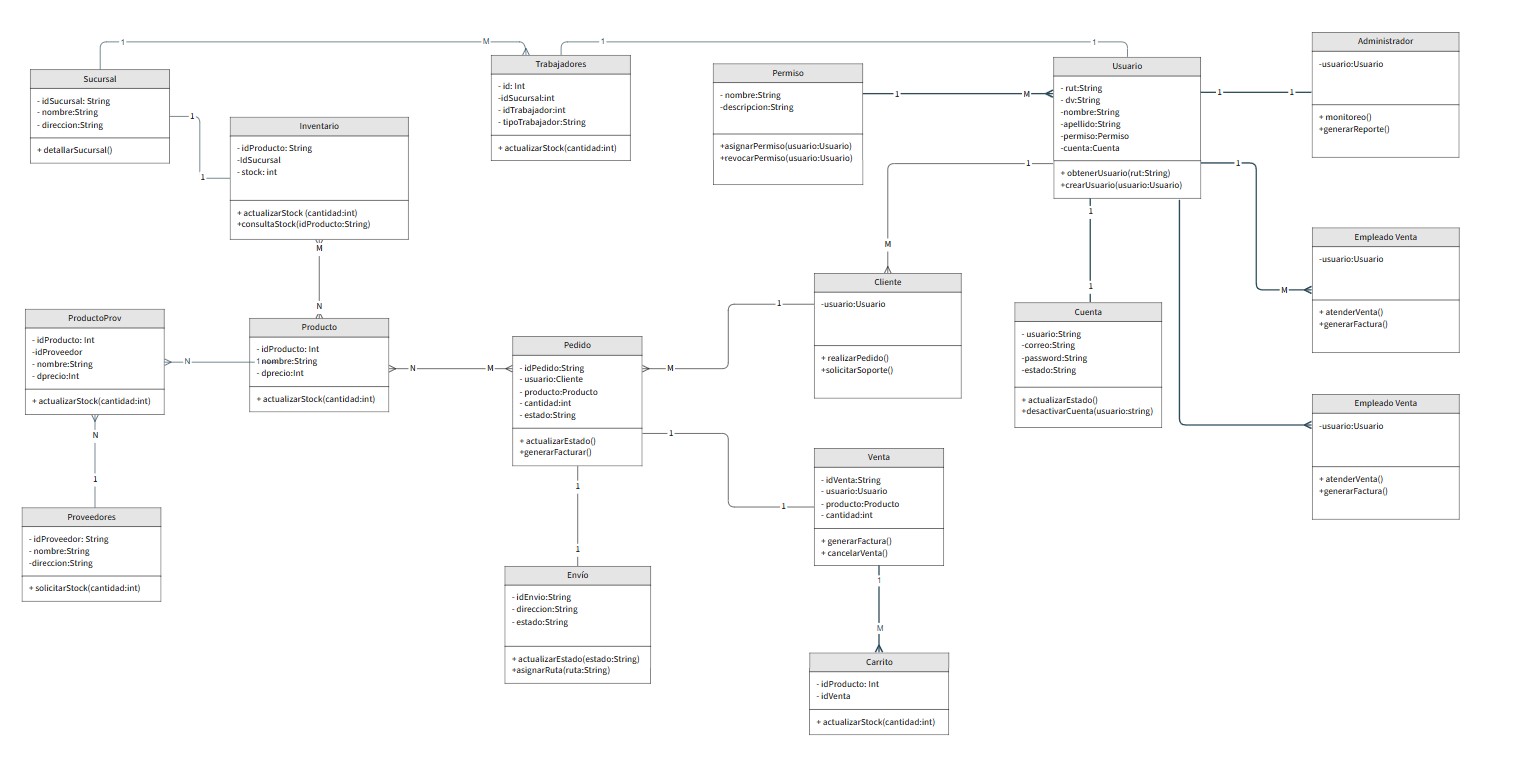 1
M
1
1
Sucursal
- idSucursal: String
- nombre:String
- direccion:String
+ detallarSucursal()
1
1
Inventario
- idProducto: String
-IdSucursal
- stock: int
+ actualizarStock (cantidad:int)
+consultaStock(idProducto:String)
M
N
Trabajadores
- id: Int
-idSucursal:int
- idTrabajador:int
- tipoTrabajador:String
+ actualizarStock(cantidad:int)
Permiso
- nombre:String
-descripcion:String
+asignarPermiso(usuario:Usuario)
+revocarPermiso(usuario:Usuario)
1
M
Usuario
- rut:String
- dv:String
-nombre:String
-apellido:String
-permiso:Permiso
-cuenta:Cuenta
+ obtenerUsuario(rut:String)
+crearUsuario(usuario:Usuario)
1
1
Administrador
-usuario:Usuario
+ monitoreo()
+generarReporte()
1
M
1
M
1
1
Empleado Venta
-usuario:Usuario
+ atenderVenta()
+generarFactura()
Cliente
-usuario:Usuario
+ realizarPedido()
+solicitarSoporte()
Cuenta
- usuario:String
-correo:String
-password:String
-estado:String
+ actualizarEstado()
+desactivarCuenta(usuario:string)
Empleado Venta
-usuario:Usuario
+ atenderVenta()
+generarFactura()
ProductoProv
- idProducto: Int
-idProveedor
- nombre:String
- dprecio:Int
+ actualizarStock(cantidad:int)
N
1
Producto
- idProducto: Int
- nombre:String
- dprecio:Int
+ actualizarStock(cantidad:int)
N
M
Pedido
- idPedido:String
- usuario:Cliente
- producto:Producto
- cantidad:int
- estado:String
+ actualizarEstado()
+generarFacturar()
M
1
1
1
N
1
Proveedores
- idProveedor: String
- nombre:String
-direccion:String
+ solicitarStock(cantidad:int)
1
1
Envío
- idEnvio:String
- direccion:String
- estado:String
+ actualizarEstado(estado:String)
+asignarRuta(ruta:String)
Venta
- idVenta:String
- usuario:Usuario
- producto:Producto
- cantidad:int
+ generarFactura()
+ cancelarVenta()
1
M
Carrito
- idProducto: Int
- idVenta
+ actualizarStock(cantidad:int)